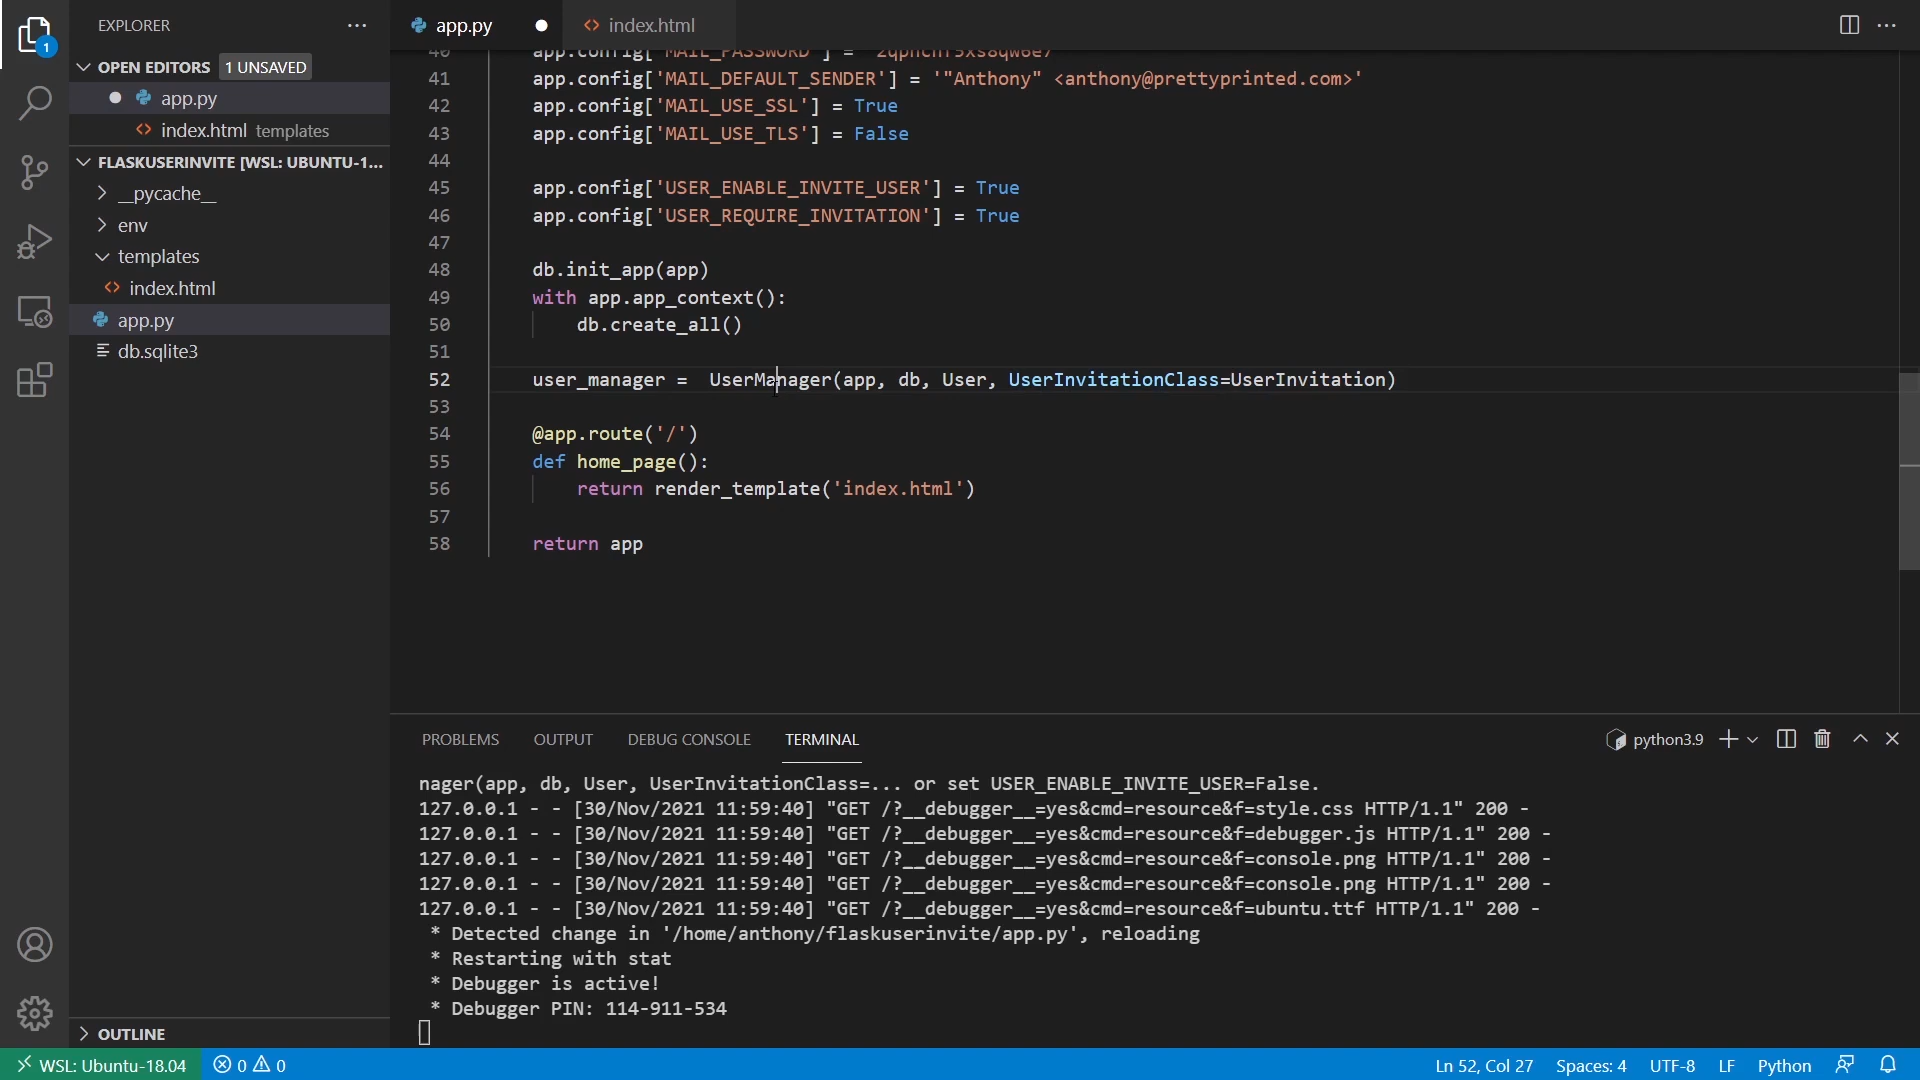 EXPLORER
1
OPEN EDITORS 1 UNSAVED
app.py
index.html templates
FLASKUSERINVITE [WSL: UBUNTU-1...
__pycache__
env
templates
index.html
app.py
db.sqlite3
OUTLINE
app.py
index.html
41 app.config['MAIL_DEFAULT_SENDER'] = '"Anthony" <anthony@prettyprinted.com>'
42 app.config['MAIL_USE_SSL'] = True
43 app.config['MAIL_USE_TLS'] = False
44
45 app.config['USER_ENABLE_INVITE_USER'] = True
46 app.config['USER_REQUIRE_INVITATION'] = True
47
48 db.init_app(app)
49 with app.app_context():
50 db.create_all()
51
52 user_manager =  UserManager(app, db, User, UserInvitationClass=UserInvitation)
53
54 @app.route('/')
55 def home_page():
56 return render_template('index.html')
57
58 return app
PROBLEMS OUTPUT DEBUG CONSOLE TERMINAL
python3.9
nager(app, db, User, UserInvitationClass=... or set USER_ENABLE_INVITE_USER=False.
127.0.0.1 - - [30/Nov/2021 11:59:40] "GET /?__debugger__=yes&cmd=resource&f=style.css HTTP/1.1" 200 -
127.0.0.1 - - [30/Nov/2021 11:59:40] "GET /?__debugger__=yes&cmd=resource&f=debugger.js HTTP/1.1" 200 -
127.0.0.1 - - [30/Nov/2021 11:59:40] "GET /?__debugger__=yes&cmd=resource&f=console.png HTTP/1.1" 200 -
127.0.0.1 - - [30/Nov/2021 11:59:40] "GET /?__debugger__=yes&cmd=resource&f=console.png HTTP/1.1" 200 -
127.0.0.1 - - [30/Nov/2021 11:59:40] "GET /?__debugger__=yes&cmd=resource&f=ubuntu.ttf HTTP/1.1" 200 -
* Detected change in '/home/anthony/flaskuserinvite/app.py', reloading
* Restarting with stat
* Debugger is active!
* Debugger PIN: 114-911-534
WSL: Ubuntu-18.04 0 0 Ln 52, Col 27 Spaces: 4 UTF-8 LF Python